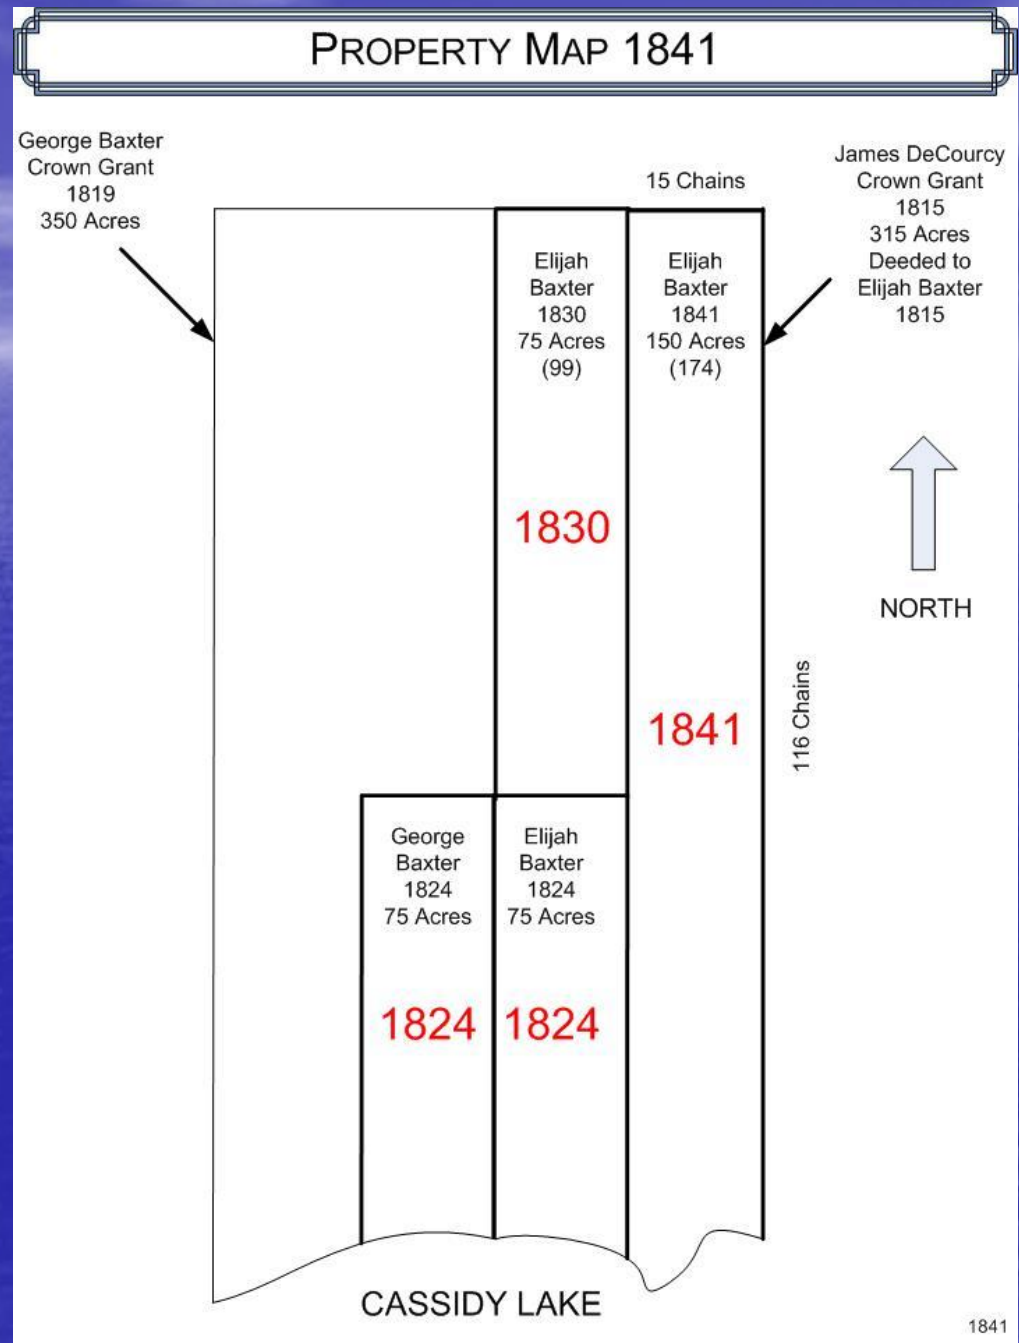 PROPERTY MAP 1841
George Baxter
Crown Grant
1819
350 Acres
15 Chains
James DeCourcy
Crown Grant
1815
315 Acres
Deeded to
Elijah Baxter
1815
Elijah
Baxter
1830
75 Acres
(99)
Elijah
Baxter
1841
150 Acres
(174)
1830
NORTH
1841
116 Chains
George
Baxter
1824
75 Acres
Elijah
Baxter
1824
75 Acres
1824
1824
CASSIDY LAKE
1841